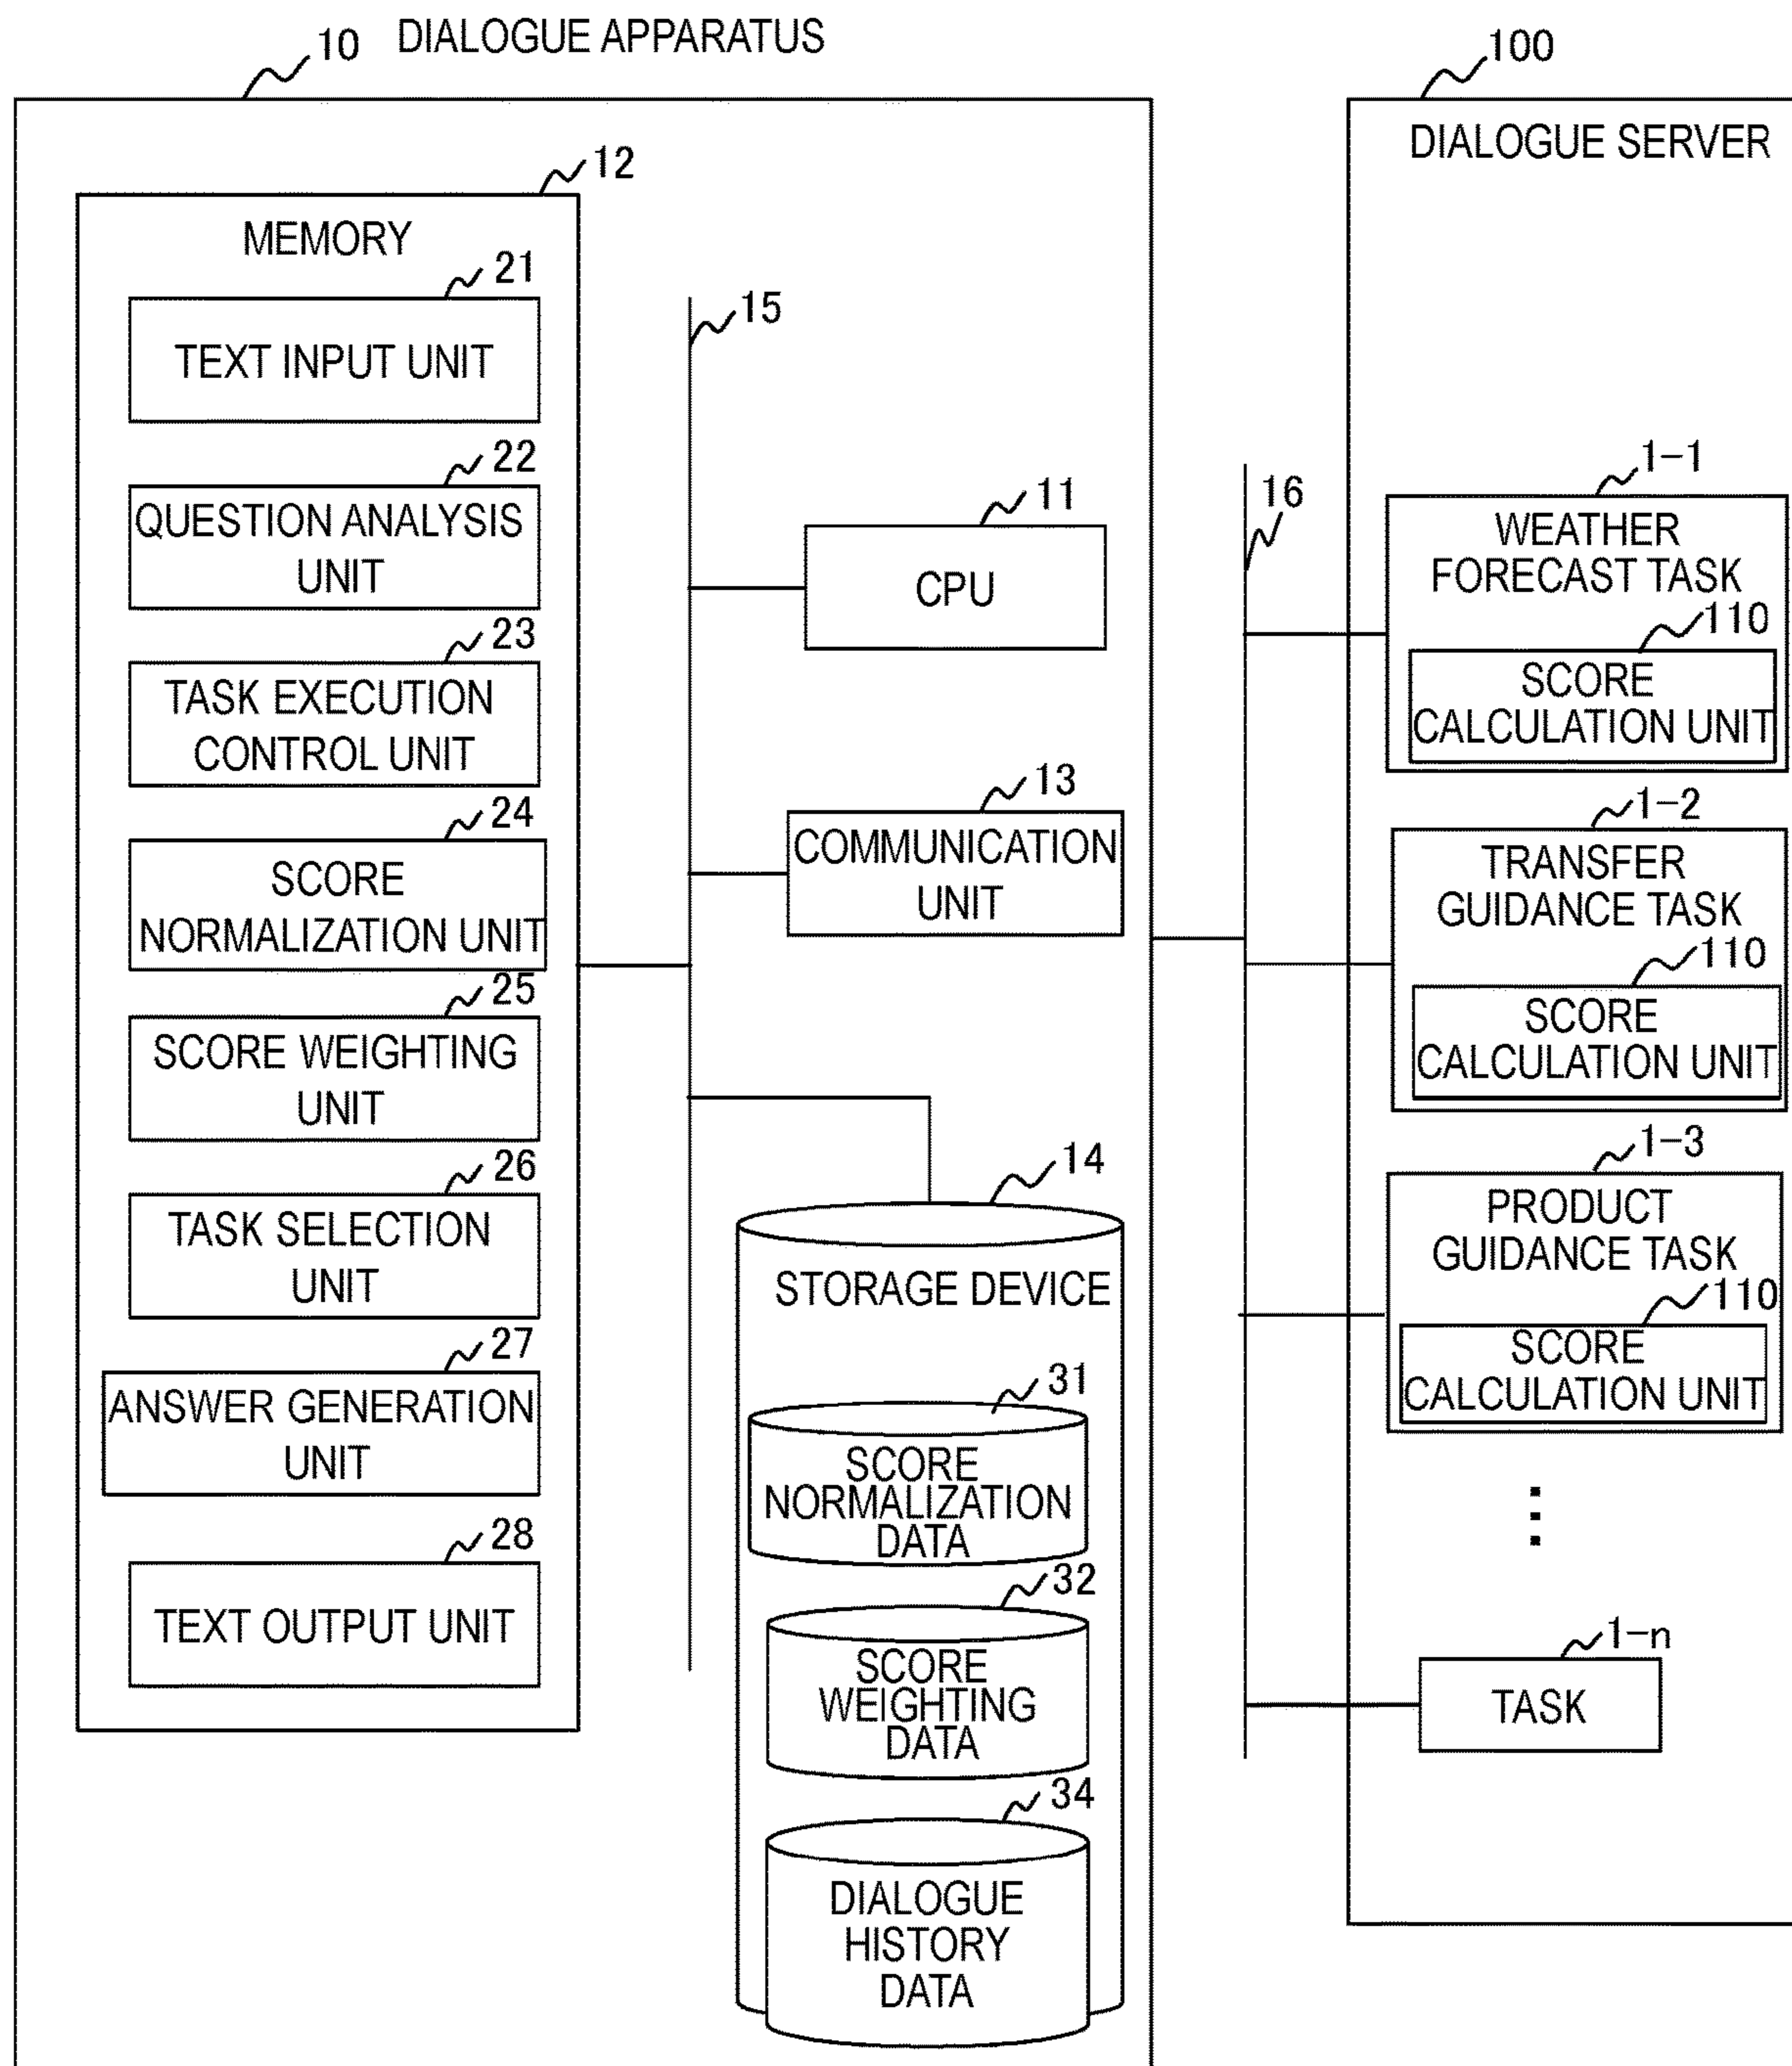 10 DIALOGUE APPARATUS
12
MEMORY
21
TEXT INPUT UNIT
22
QUESTION ANALYSIS
UNIT
23
TASK EXECUTION
CONTROL UNIT
24
SCORE
NORMALIZATION UNIT
25
SCORE WEIGHTING
UNIT
26
TASK SELECTION
UNIT
27
ANSWER GENERATION
UNIT
28
TEXT OUTPUT UNIT
15
11
CPU
13
COMMUNICATION
UNIT
14
STORAGE DEVICE
31
SCORE
NORMALIZATION
DATA
32
SCORE
WEIGHTING
DATA
34
DIALOGUE
HISTORY
DATA
16
100
DIALOGUE SERVER
1-1
WEATHER
FORECAST TASK
110
SCORE
CALCULATION UNIT
1-2
TRANSFER
GUIDANCE TASK
110
SCORE
CALCULATION UNIT
1-3
PRODUCT
GUIDANCE TASK
110
SCORE
CALCULATION UNIT
1-n
TASK